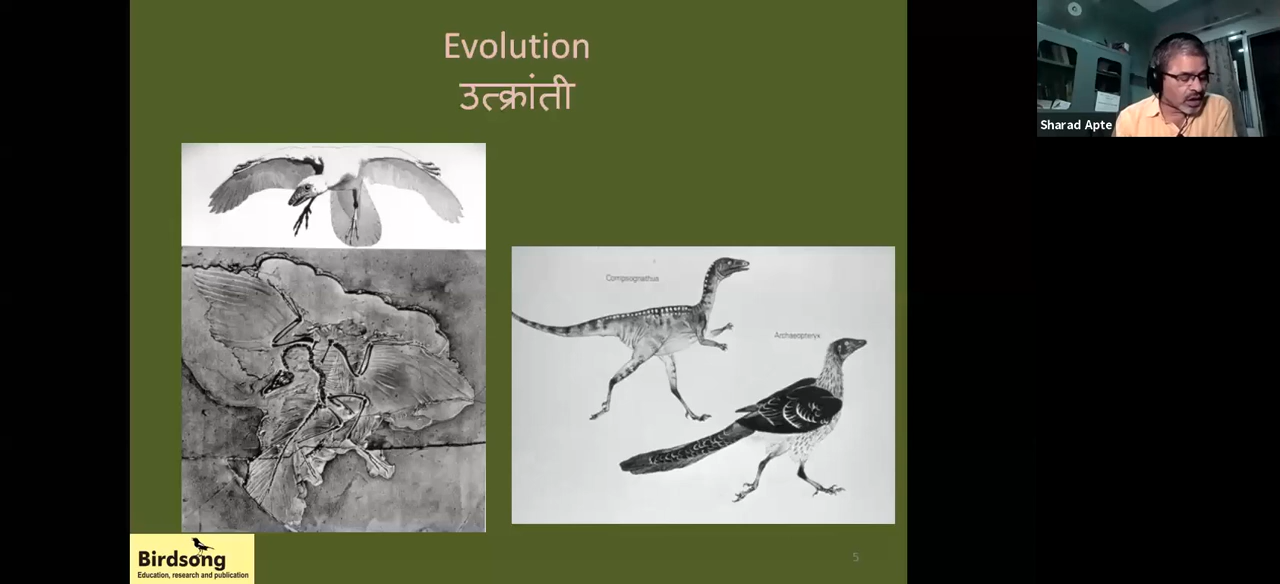 Evolution
उत्क्रांती
Sharad Apte
Compsognathus
Archaeopteryx
Birdsong
Education, research and publication
5